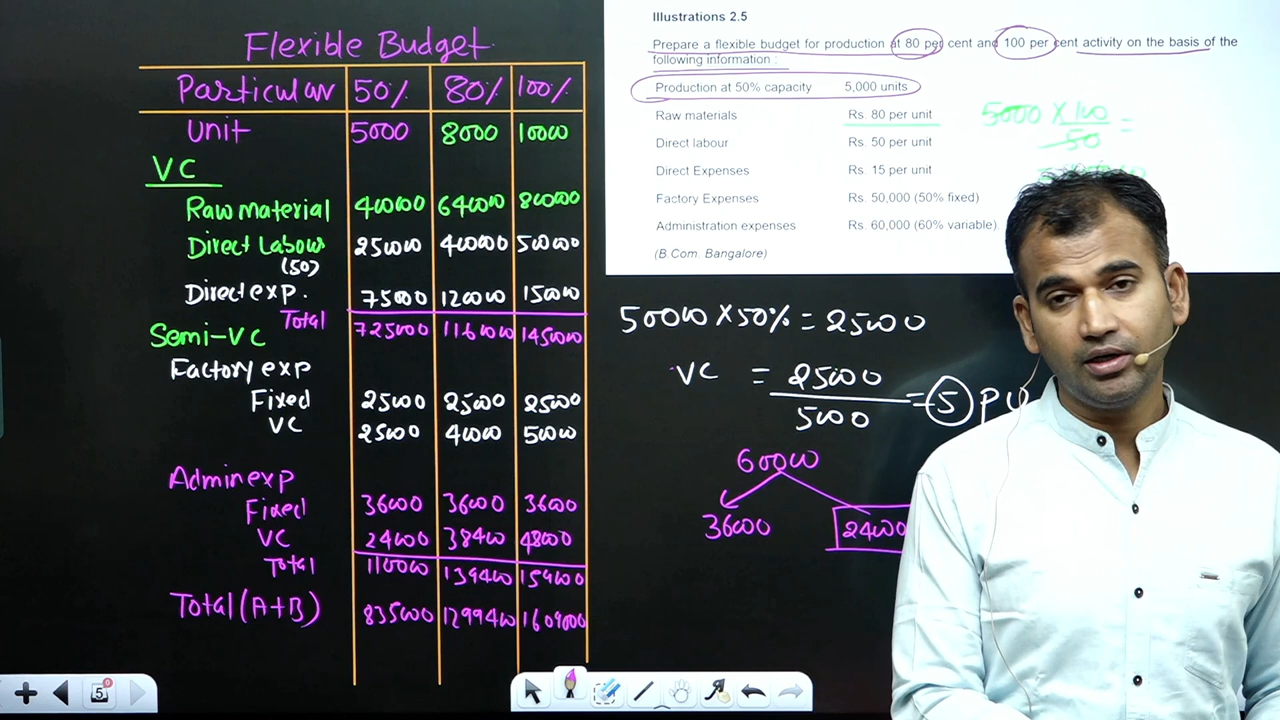 Flexible Budget
Particular 50% 80% 100%
Unit 5000 8000 10000
VC
Raw material 400000 640000 800000
Direct Labour 250000 400000 500000
(50)
Direct exp. 75000 120000 150000
Total 725000 1160000 1450000
Semi-VC
Factory exp
Fixed 25000 25000 25000
VC 25000 40000 50000
Admin exp
Fixed 36000 36000 36000
VC 24000 38400 48000
Total 110000 139400 159000
Total (A+B) 835000 1299400 1609000
Illustrations 2.5
Prepare a flexible budget for production at 80 per cent and 100 per cent activity on the basis of the
following information :
Production at 50% capacity 5,000 units
Raw materials Rs. 80 per unit
Direct labour Rs. 50 per unit
Direct Expenses Rs. 15 per unit
Factory Expenses Rs. 50,000 (50% fixed)
Administration expenses Rs. 60,000 (60% variable)
(B.Com. Bangalore)
5000 × 100 =
50
50000 × 50% = 25000
VC = 25000 = 5
5000
60000
36000 24000
5